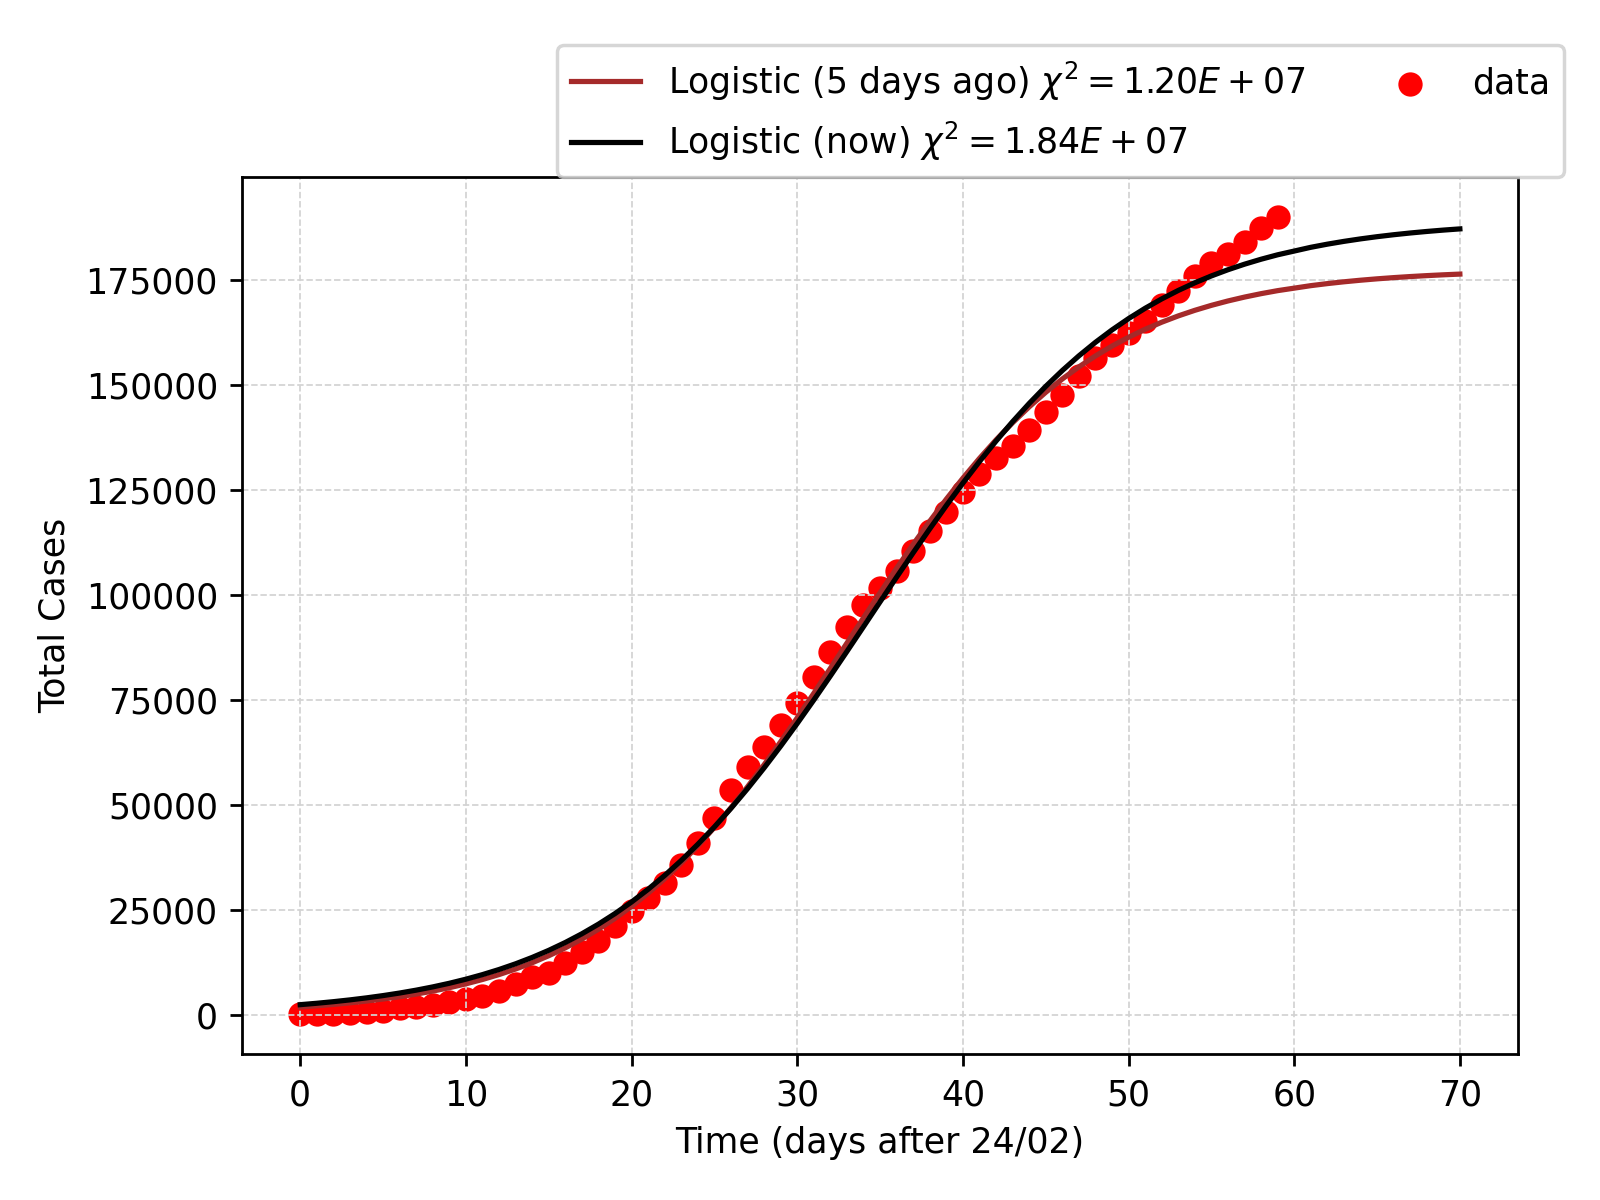 Logistic (5 days ago) χ² = 1.20E + 07
data
Logistic (now) χ² = 1.84E + 07
175000
150000
125000
100000
75000
50000
25000
0
Total Cases
0 10 20 30 40 50 60 70
Time (days after 24/02)